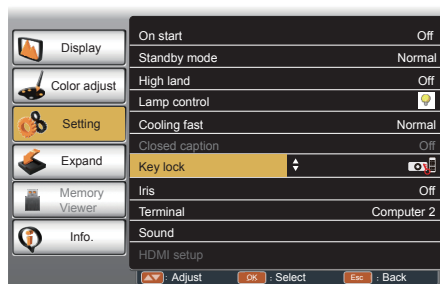 Display
Color adjust
Setting
Expand
Memory
Viewer
Info.
On start Off
Standby mode Normal
High land Off
Lamp control
Cooling fast Normal
Closed caption Off
Key lock
Iris Off
Terminal Computer 2
Sound
HDMI setup
: Adjust OK : Select Esc : Back